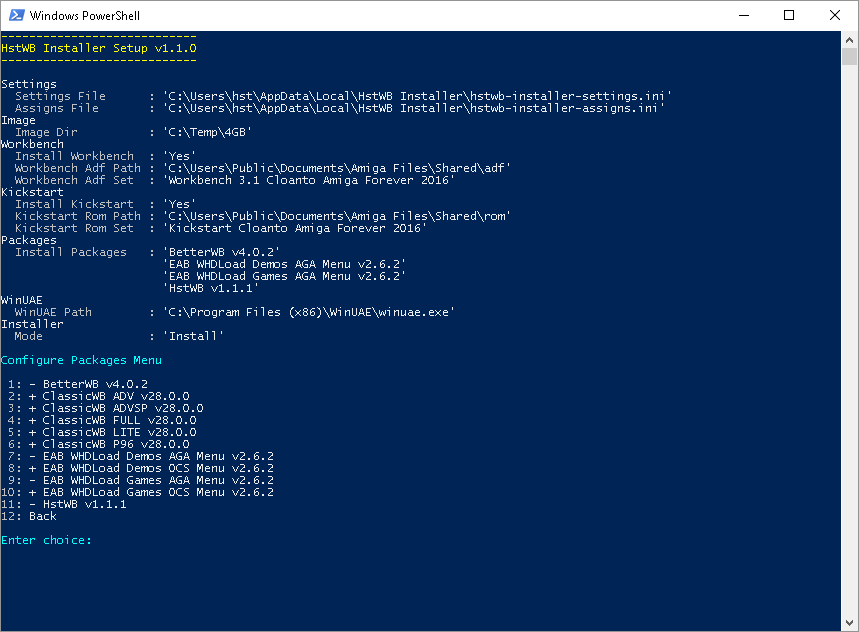 Windows PowerShell
----------------------------
HstWB Installer Setup v1.1.0
----------------------------
Settings
  Settings File      : 'C:\Users\hst\AppData\Local\HstWB Installer\hstwb-installer-settings.ini'
  Assigns File       : 'C:\Users\hst\AppData\Local\HstWB Installer\hstwb-installer-assigns.ini'
Image
  Image Dir          : 'C:\Temp\4GB'
Workbench
  Install Workbench  : 'Yes'
  Workbench Adf Path : 'C:\Users\Public\Documents\Amiga Files\Shared\adf'
  Workbench Adf Set  : 'Workbench 3.1 Cloanto Amiga Forever 2016'
Kickstart
  Install Kickstart  : 'Yes'
  Kickstart Rom Path : 'C:\Users\Public\Documents\Amiga Files\Shared\rom'
  Kickstart Rom Set  : 'Kickstart Cloanto Amiga Forever 2016'
Packages
  Install Packages   : 'BetterWB v4.0.2'
                       'EAB WHDLoad Demos AGA Menu v2.6.2'
                       'EAB WHDLoad Games AGA Menu v2.6.2'
                       'HstWB v1.1.1'
WinUAE
  WinUAE Path        : 'C:\Program Files (x86)\WinUAE\winuae.exe'
Installer
  Mode               : 'Install'
Configure Packages Menu
 1: - BetterWB v4.0.2
 2: + ClassicWB ADV v28.0.0
 3: + ClassicWB ADVSP v28.0.0
 4: + ClassicWB FULL v28.0.0
 5: + ClassicWB LITE v28.0.0
 6: + ClassicWB P96 v28.0.0
 7: - EAB WHDLoad Demos AGA Menu v2.6.2
 8: + EAB WHDLoad Demos OCS Menu v2.6.2
 9: - EAB WHDLoad Games AGA Menu v2.6.2
10: + EAB WHDLoad Games OCS Menu v2.6.2
11: - HstWB v1.1.1
12: Back
Enter choice: